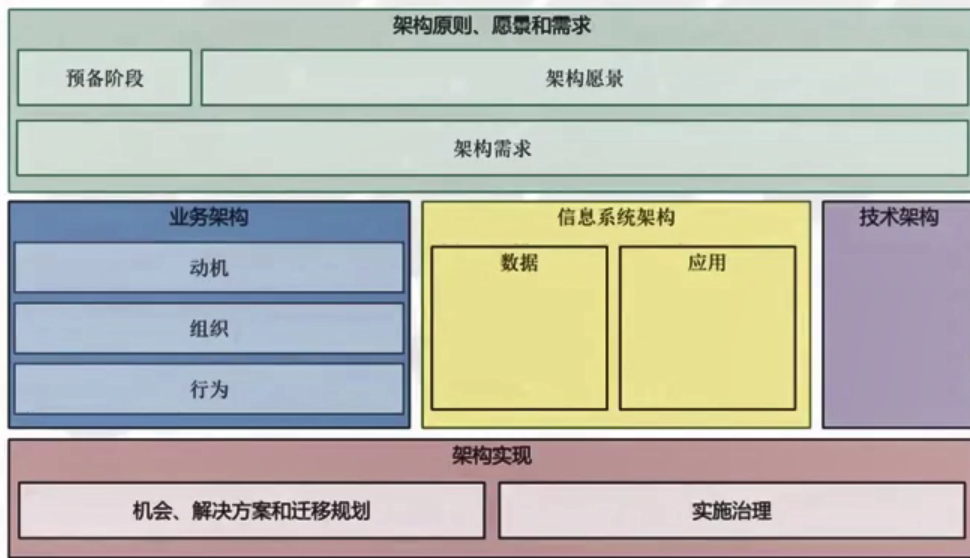 架构原则、愿景和需求
预备阶段
架构愿景
架构需求
业务架构
动机
组织
行为
信息系统架构
数据
应用
技术架构
架构实现
机会、解决方案和迁移规划
实施治理